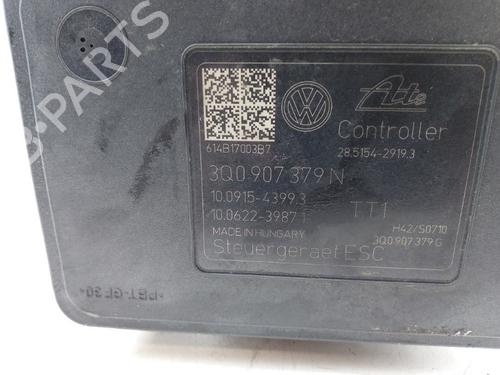 B-PARTS
Ate
Controller
614B17003B7
28.5154-2919.3
3Q0 907 379 N
10.0915-4399.3
10.0622-3987.1
TT1
MADE IN HUNGARY
H42/S0710
3Q0 907 379 G
Steuergeraet ESC
>PBT-GF30<